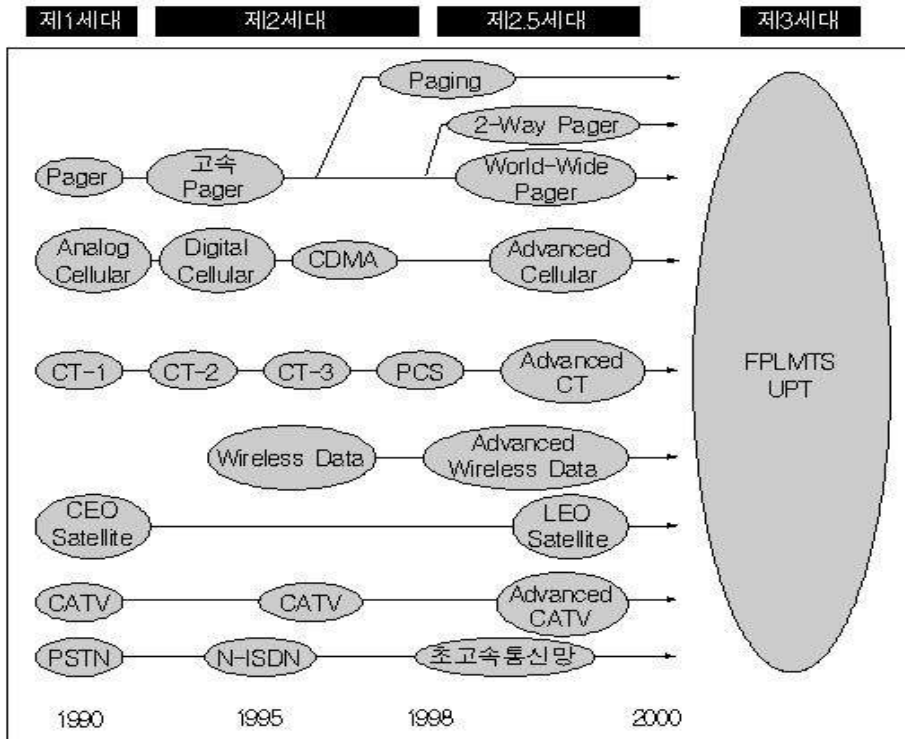 제1세대
제2세대
제2.5세대
제3세대
Paging
2-Way Pager
Pager
고속
Pager
World-Wide
Pager
Analog
Cellular
Digital
Cellular
CDMA
Advanced
Cellular
CT-1
CT-2
CT-3
PCS
Advanced
CT
FPLMTS
UPT
Wireless Data
Advanced
Wireless Data
CEO
Satellite
LEO
Satellite
CATV
CATV
Advanced
CATV
PSTN
N-ISDN
초고속통신망
1990
1995
1998
2000